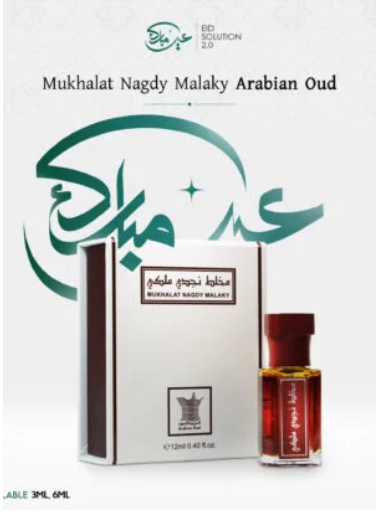 عيد مبارك
EID
SOLUTION
2.0
Mukhalat Nagdy Malaky Arabian Oud
عيد مبارك
مخلط نجدي ملكي
MUKHALAT NAGDY MALAKY
Arabian Oud
℮12ml 0.40 fl oz.
مخلط نجدي ملكي
LABLE 3ML, 6ML